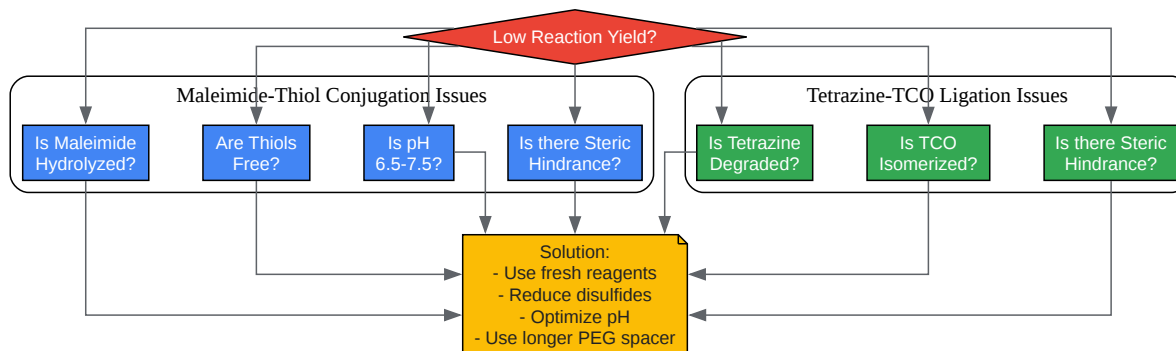 Low Reaction Yield?
Maleimide-Thiol Conjugation Issues
Tetrazine-TCO Ligation Issues
Is Maleimide
Hydrolyzed?
Are Thiols
Free?
Is pH
6.5-7.5?
Is there Steric
Hindrance?
Is Tetrazine
Degraded?
Is TCO
Isomerized?
Is there Steric
Hindrance?
Solution:
- Use fresh reagents
- Reduce disulfides
- Optimize pH
- Use longer PEG spacer